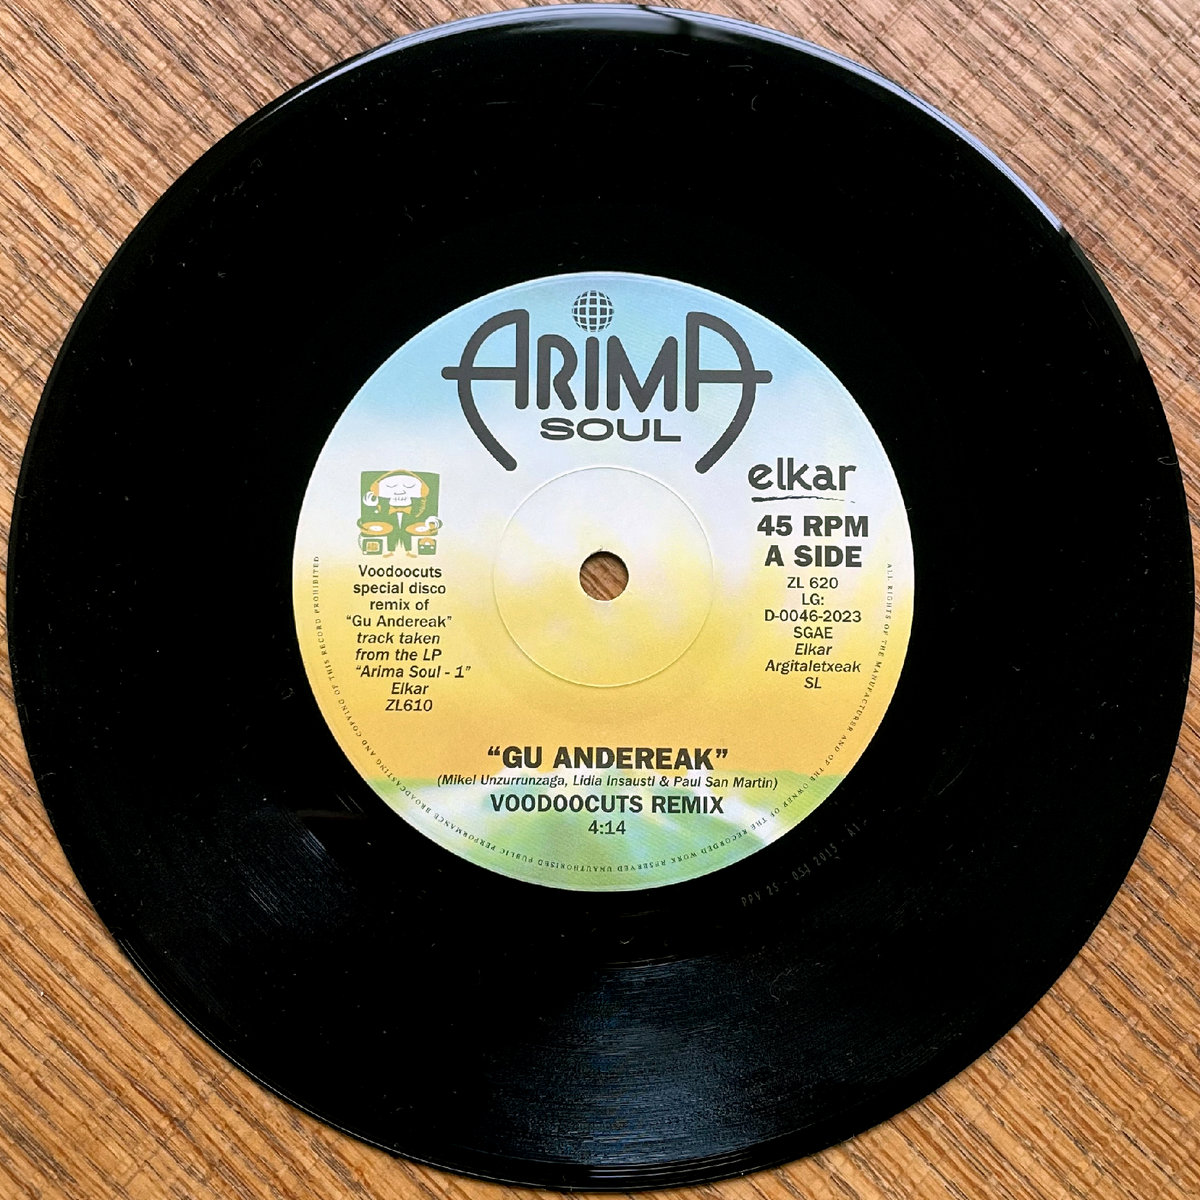 ARIMA
SOUL
elkar
45 RPM
A SIDE
ZL 620
LG:
D-0046-2023
SGAE
Elkar
Argitaletxeak
SL
Voodoocuts
special disco
remix of
“Gu Andereak”
track taken
from the LP
“Arima Soul - 1”
Elkar
ZL610
“GU ANDEREAK”
(Mikel Unzurrunzaga, Lidia Insausti & Paul San Martin)
VOODOOCUTS REMIX
4:14
ALL RIGHTS OF THE MANUFACTURER AND OF THE OWNER OF THE RECORDED WORK RESERVED UNAUTHORISED PUBLIC PERFORMANCE BROADCASTING AND COPYING OF THIS RECORD PROHIBITED